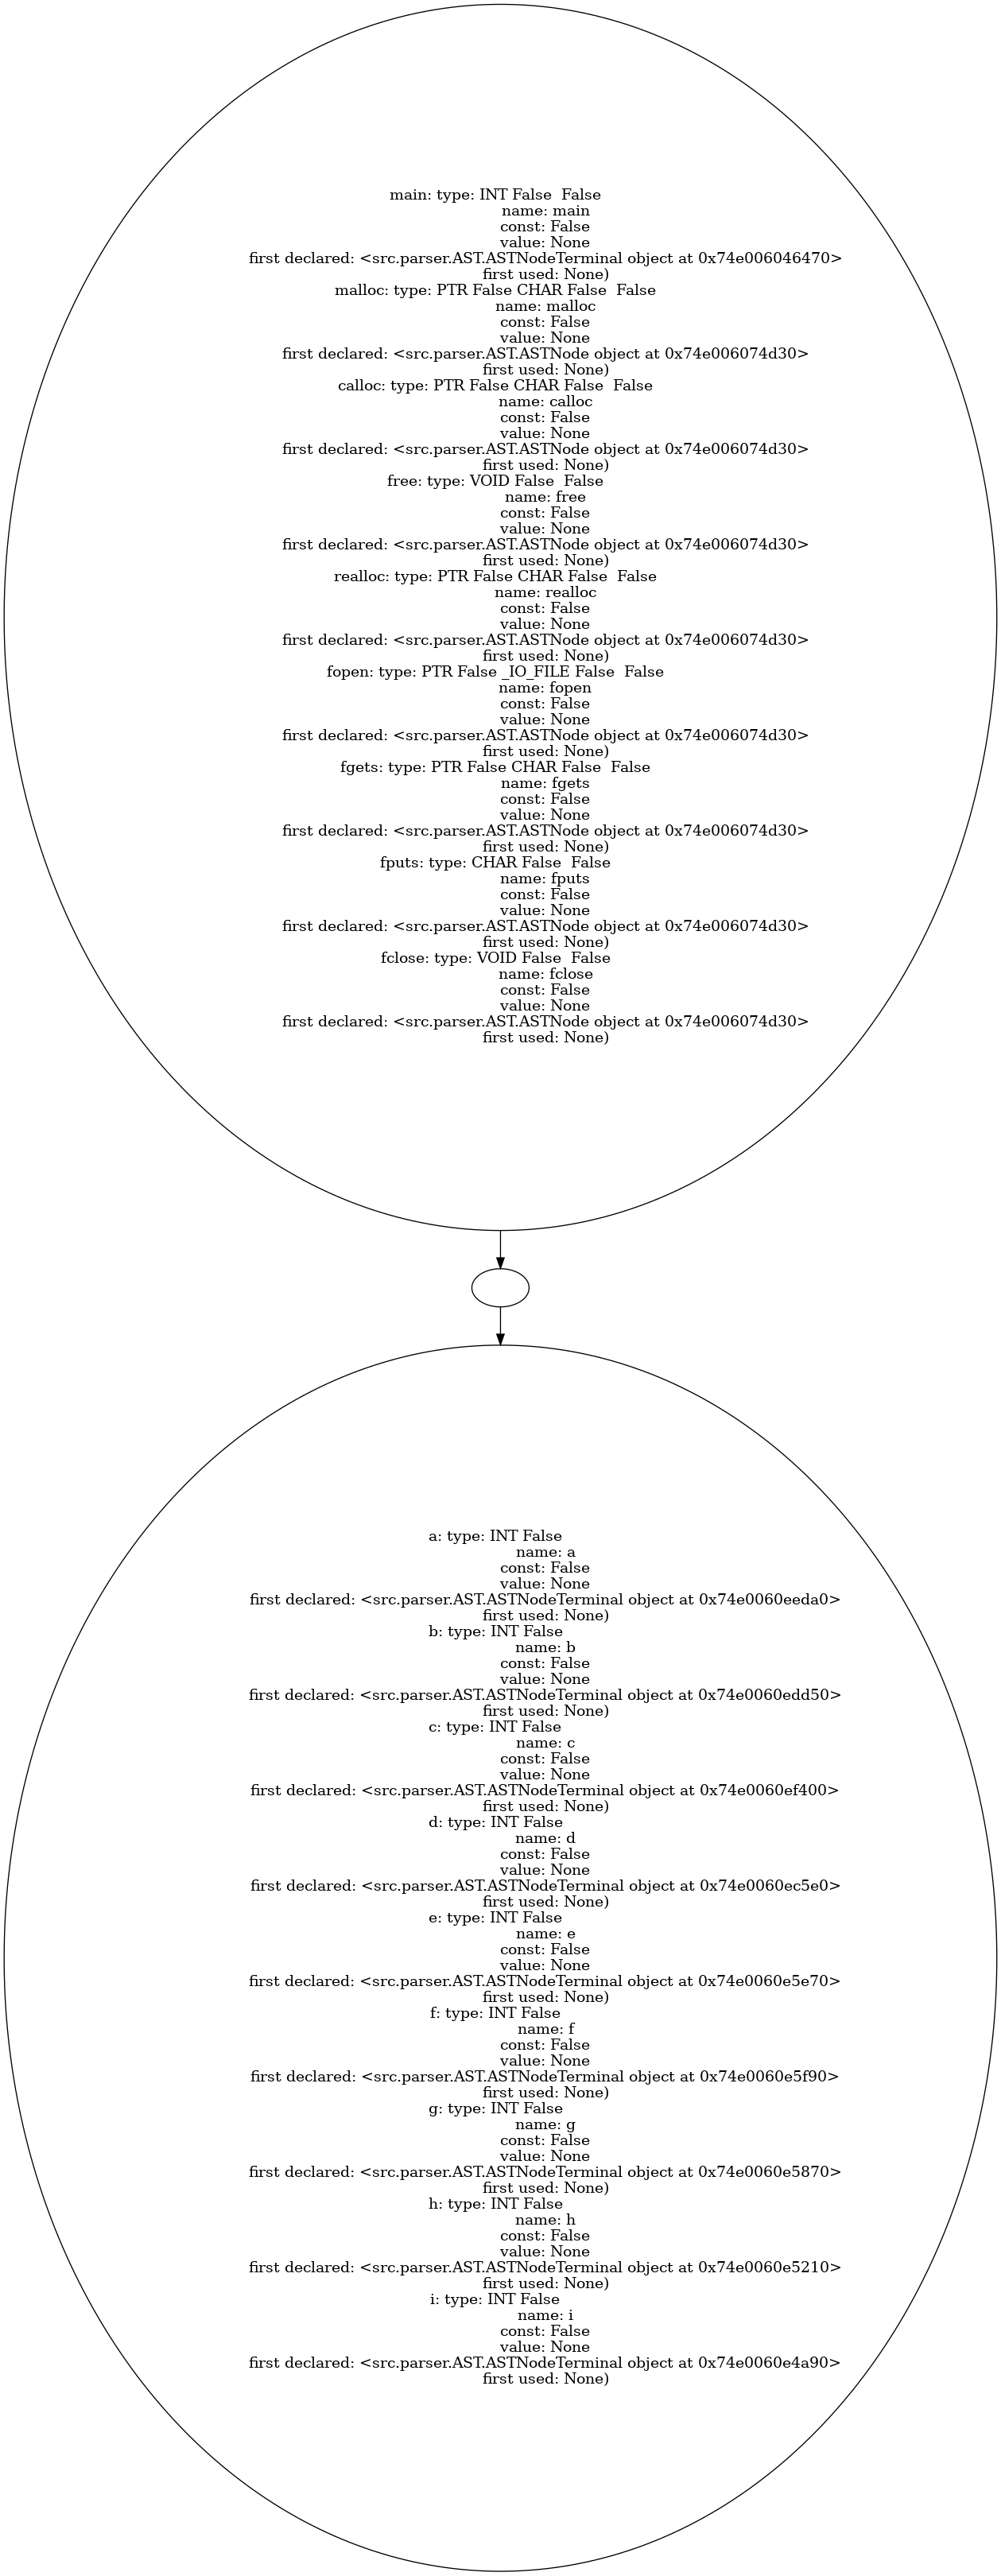 main: type: INT False  False
name: main
const: False
value: None
first declared: <src.parser.AST.ASTNodeTerminal object at 0x74e006046470>
first used: None)
malloc: type: PTR False CHAR False  False
name: malloc
const: False
value: None
first declared: <src.parser.AST.ASTNode object at 0x74e006074d30>
first used: None)
calloc: type: PTR False CHAR False  False
name: calloc
const: False
value: None
first declared: <src.parser.AST.ASTNode object at 0x74e006074d30>
first used: None)
free: type: VOID False  False
name: free
const: False
value: None
first declared: <src.parser.AST.ASTNode object at 0x74e006074d30>
first used: None)
realloc: type: PTR False CHAR False  False
name: realloc
const: False
value: None
first declared: <src.parser.AST.ASTNode object at 0x74e006074d30>
first used: None)
fopen: type: PTR False _IO_FILE False  False
name: fopen
const: False
value: None
first declared: <src.parser.AST.ASTNode object at 0x74e006074d30>
first used: None)
fgets: type: PTR False CHAR False  False
name: fgets
const: False
value: None
first declared: <src.parser.AST.ASTNode object at 0x74e006074d30>
first used: None)
fputs: type: CHAR False  False
name: fputs
const: False
value: None
first declared: <src.parser.AST.ASTNode object at 0x74e006074d30>
first used: None)
fclose: type: VOID False  False
name: fclose
const: False
value: None
first declared: <src.parser.AST.ASTNode object at 0x74e006074d30>
first used: None)
a: type: INT False
name: a
const: False
value: None
first declared: <src.parser.AST.ASTNodeTerminal object at 0x74e0060eeda0>
first used: None)
b: type: INT False
name: b
const: False
value: None
first declared: <src.parser.AST.ASTNodeTerminal object at 0x74e0060edd50>
first used: None)
c: type: INT False
name: c
const: False
value: None
first declared: <src.parser.AST.ASTNodeTerminal object at 0x74e0060ef400>
first used: None)
d: type: INT False
name: d
const: False
value: None
first declared: <src.parser.AST.ASTNodeTerminal object at 0x74e0060ec5e0>
first used: None)
e: type: INT False
name: e
const: False
value: None
first declared: <src.parser.AST.ASTNodeTerminal object at 0x74e0060e5e70>
first used: None)
f: type: INT False
name: f
const: False
value: None
first declared: <src.parser.AST.ASTNodeTerminal object at 0x74e0060e5f90>
first used: None)
g: type: INT False
name: g
const: False
value: None
first declared: <src.parser.AST.ASTNodeTerminal object at 0x74e0060e5870>
first used: None)
h: type: INT False
name: h
const: False
value: None
first declared: <src.parser.AST.ASTNodeTerminal object at 0x74e0060e5210>
first used: None)
i: type: INT False
name: i
const: False
value: None
first declared: <src.parser.AST.ASTNodeTerminal object at 0x74e0060e4a90>
first used: None)